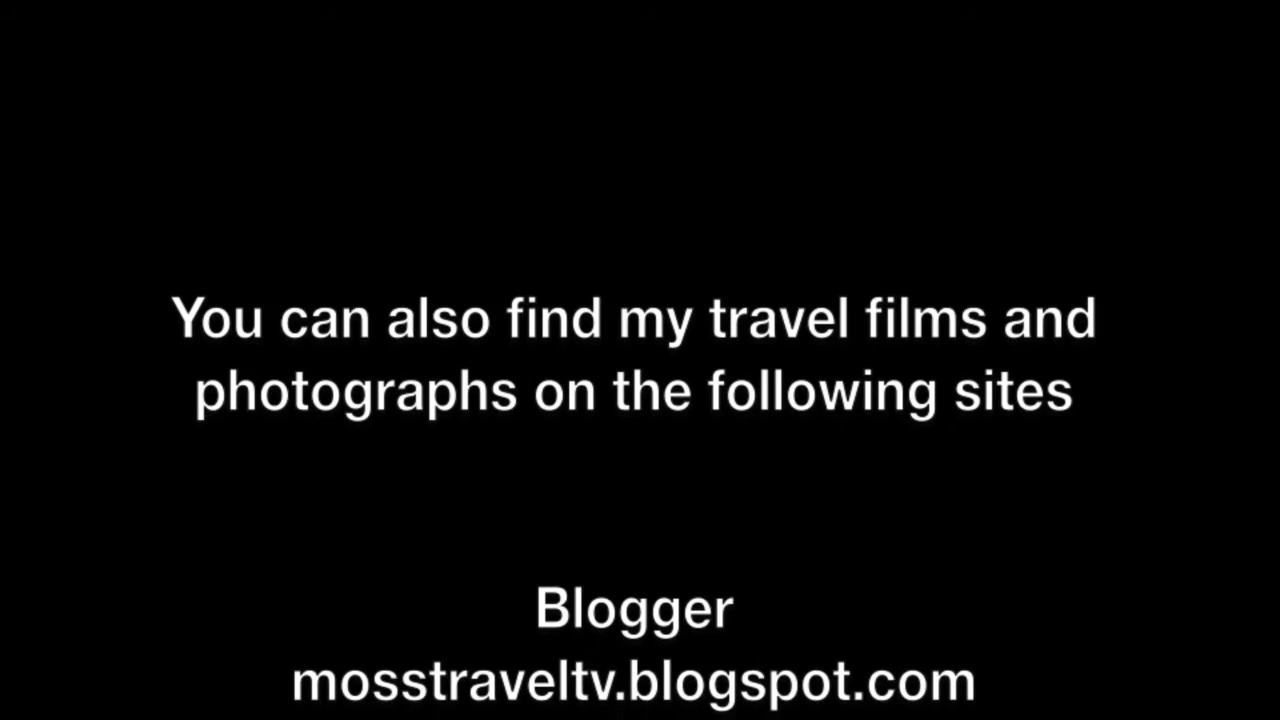 You can also find my travel films and
photographs on the following sites
Blogger
mosstraveltv.blogspot.com